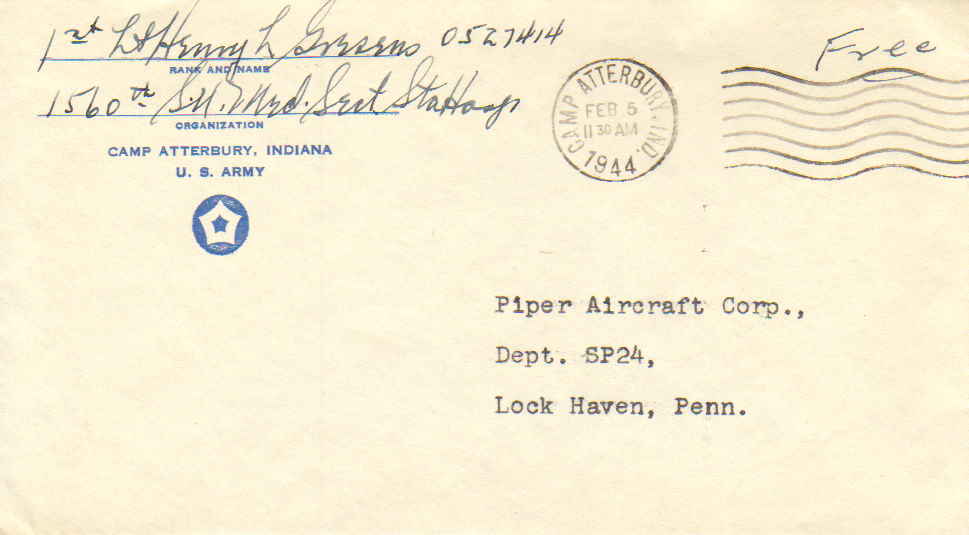 1st Lt Henry L Goesens 0527414
RANK AND NAME
1560th S.U. Med. Sect Sta Hosp
ORGANIZATION
CAMP ATTERBURY, INDIANA
U. S. ARMY
CAMP ATTERBURY, IND.
FEB 5
11 30 AM
1944
Free
Piper Aircraft Corp.,
Dept. SP24,
Lock Haven, Penn.